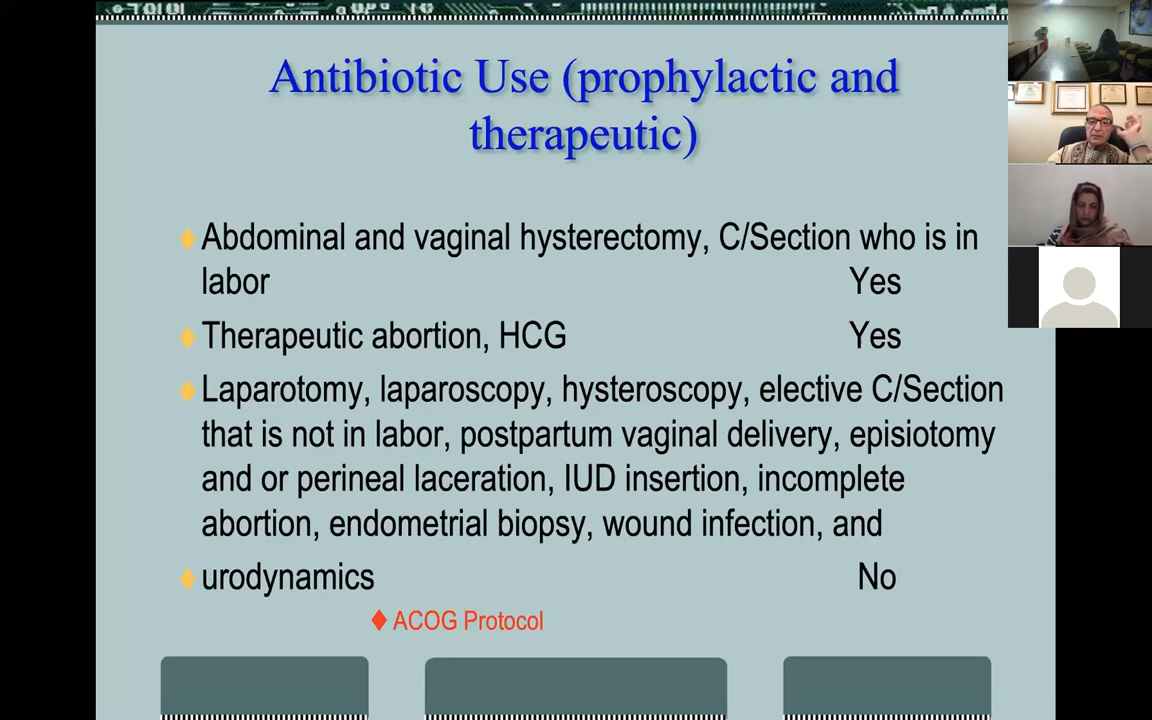 Antibiotic Use (prophylactic and
therapeutic)
Abdominal and vaginal hysterectomy, C/Section who is in
labor Yes
Therapeutic abortion, HCG Yes
Laparotomy, laparoscopy, hysteroscopy, elective C/Section
that is not in labor, postpartum vaginal delivery, episiotomy
and or perineal laceration, IUD insertion, incomplete
abortion, endometrial biopsy, wound infection, and
urodynamics No
ACOG Protocol